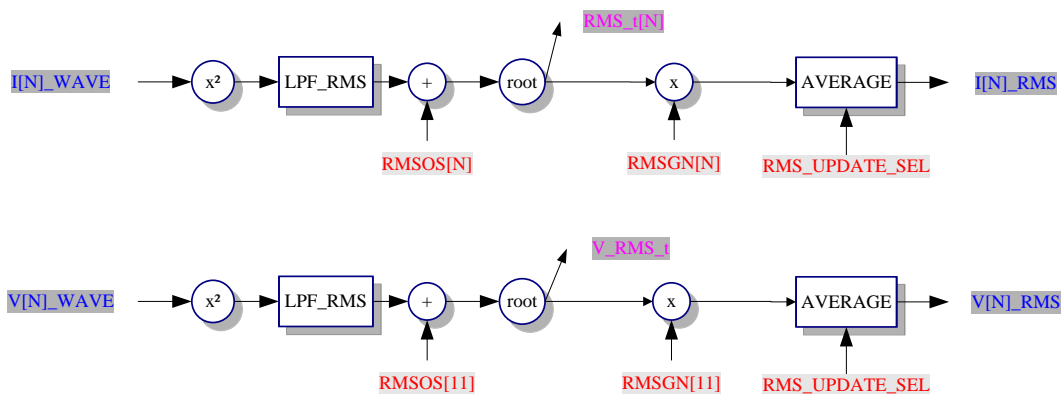 RMS_t[N]
I[N]_WAVE x² LPF_RMS + root x AVERAGE I[N]_RMS
RMSOS[N] RMSGN[N] RMS_UPDATE_SEL
V_RMS_t
V[N]_WAVE x² LPF_RMS + root x AVERAGE V[N]_RMS
RMSOS[11] RMSGN[11] RMS_UPDATE_SEL